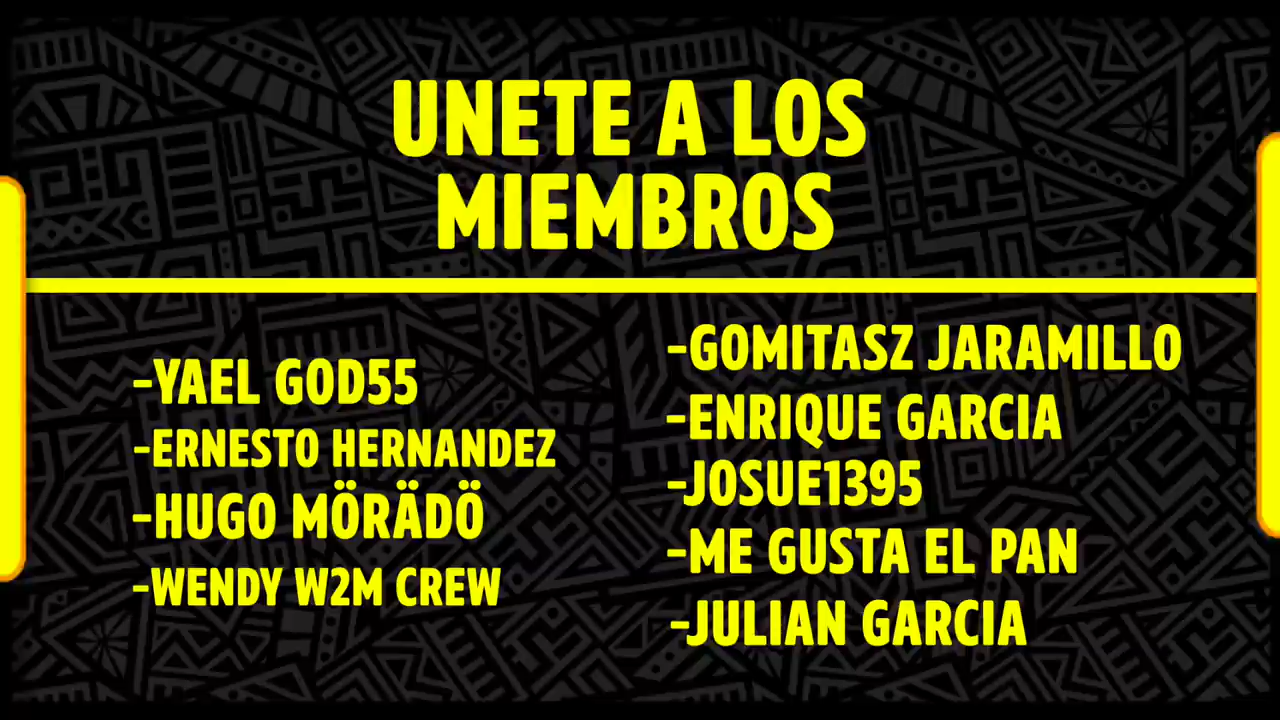 UNETE A LOS
MIEMBROS
-YAEL GOD55
-ERNESTO HERNANDEZ
-HUGO MÖRÄDÖ
-WENDY W2M CREW
-GOMITASZ JARAMILLO
-ENRIQUE GARCIA
-JOSUE1395
-ME GUSTA EL PAN
-JULIAN GARCIA